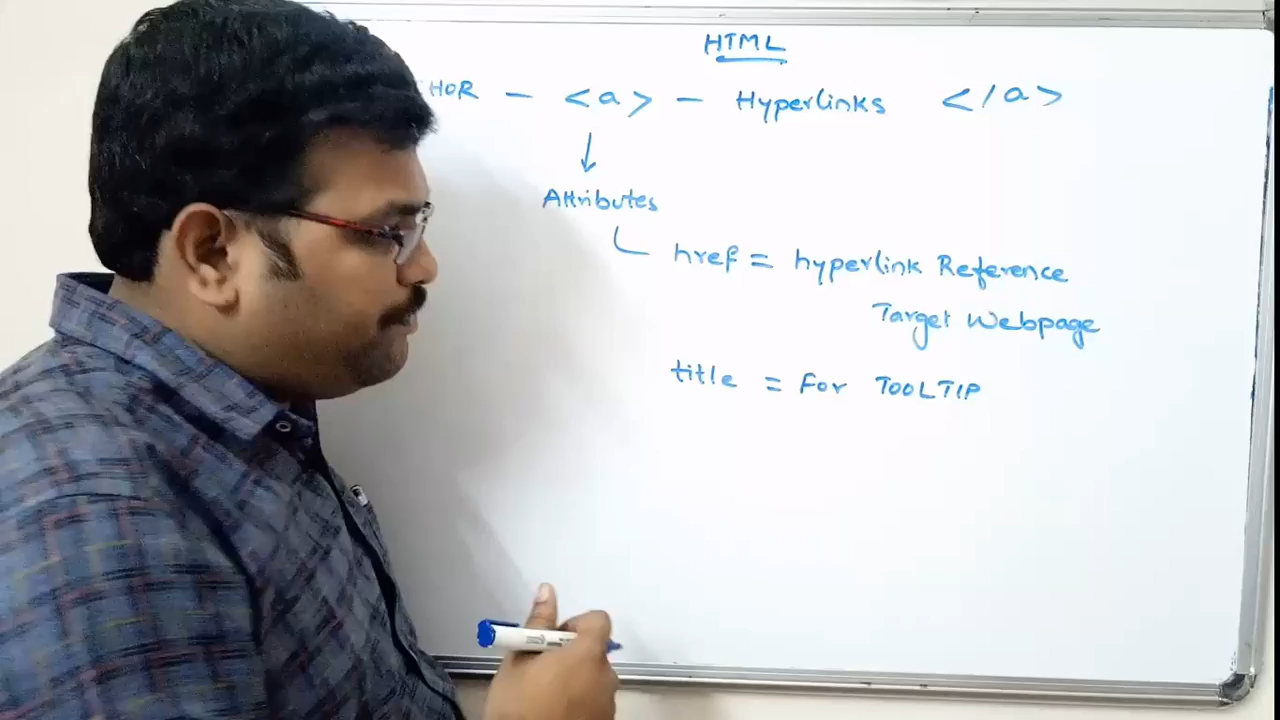 HTML
HOR - <a> - Hyperlinks </a>
↓
Attributes
href = hyperlink Reference
Target Webpage
title = For TOOLTIP